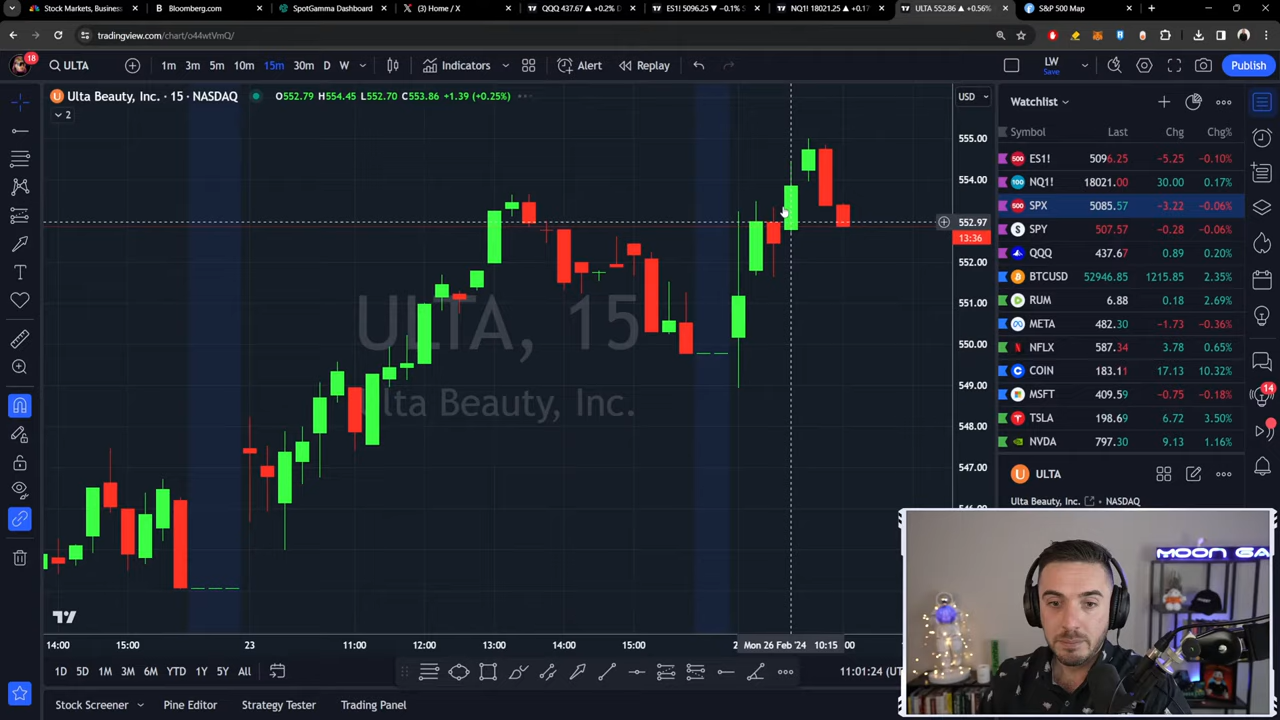 Stock Markets, Business
Bloomberg.com
SpotGamma Dashboard
(3) Home / X
QQQ 437.67 ▲ +0.2%
ES1! 5096.25 ▼ −0.1%
NQ1! 18021.25 ▲ +0.17
ULTA 552.86 ▲ +0.56%
S&P 500 Map
tradingview.com/chart/o44wtVmQ/
18
ULTA
1m 3m 5m 10m 15m 30m D W
Indicators
Alert
Replay
LW
Save
Publish
Ulta Beauty, Inc. · 15 · NASDAQ
O552.79 H554.45 L552.70 C553.86 +1.39 (+0.25%)
2
USD
555.00
554.00
552.97
13:36
552.00
551.00
550.00
549.00
548.00
547.00
ULTA, 15
Ulta Beauty, Inc.
Watchlist
Symbol Last Chg Chg%
ES1! 5096.25 −5.25 −0.10%
NQ1! 18021.00 30.00 0.17%
SPX 5085.57 −3.22 −0.06%
SPY 507.57 −0.28 −0.06%
QQQ 437.67 0.89 0.20%
BTCUSD 52946.85 1215.85 2.35%
RUM 6.88 0.18 2.69%
META 482.30 −1.73 −0.36%
NFLX 587.34 3.78 0.65%
COIN 183.11 17.13 10.32%
MSFT 409.59 −0.75 −0.18%
TSLA 198.69 6.72 3.50%
NVDA 797.30 9.13 1.16%
14
ULTA
Ulta Beauty, Inc. • NASDAQ
14:00 15:00 23 11:00 12:00 13:00 14:00 15:00
Mon 26 Feb '24 10:15
1D 5D 1M 3M 6M YTD 1Y 5Y All
11:01:24
Stock Screener
Pine Editor
Strategy Tester
Trading Panel
MOON GA